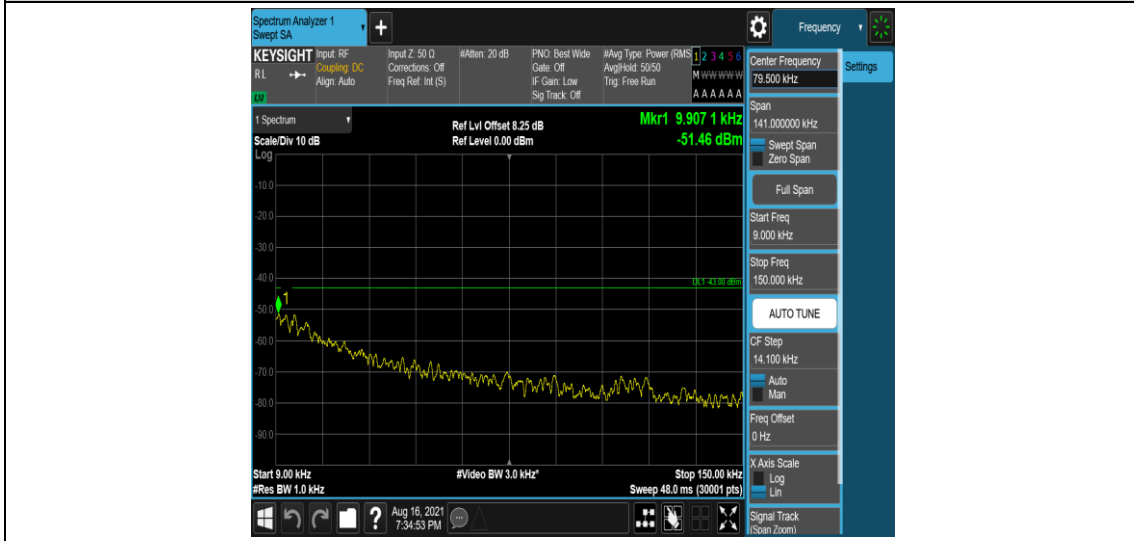 Spectrum Analyzer 1
Swept SA
+
Frequency
KEYSIGHT
RL
Input: RF
Coupling: DC
Align: Auto
Input Z: 50 Ω
Corrections: Off
Freq Ref: Int (S)
#Atten: 20 dB
PNO: Best Wide
Gate: Off
IF Gain: Low
Sig Track: Off
#Avg Type: Power (RMS
Avg|Hold: 50/50
Trig: Free Run
1 2 3 4 5 6
M W W W W W
A A A A A A
1 Spectrum
Scale/Div 10 dB
Log
Ref Lvl Offset 8.25 dB
Ref Level 0.00 dBm
Mkr1 9.907 1 kHz
-51.46 dBm
-10.0
-20.0
-30.0
-40.0
DL1 -43.00 dBm
1
-50.0
-60.0
-70.0
-80.0
-90.0
Start 9.00 kHz
#Video BW 3.0 kHz*
Stop 150.00 kHz
#Res BW 1.0 kHz
Sweep 48.0 ms (30001 pts)
?
Aug 16, 2021
7:34:53 PM
Center Frequency
79.500 kHz
Settings
Span
141.000000 kHz
Swept Span
Zero Span
Full Span
Start Freq
9.000 kHz
Stop Freq
150.000 kHz
AUTO TUNE
CF Step
14.100 kHz
Auto
Man
Freq Offset
0 Hz
X Axis Scale
Log
Lin
Signal Track
(Span Zoom)